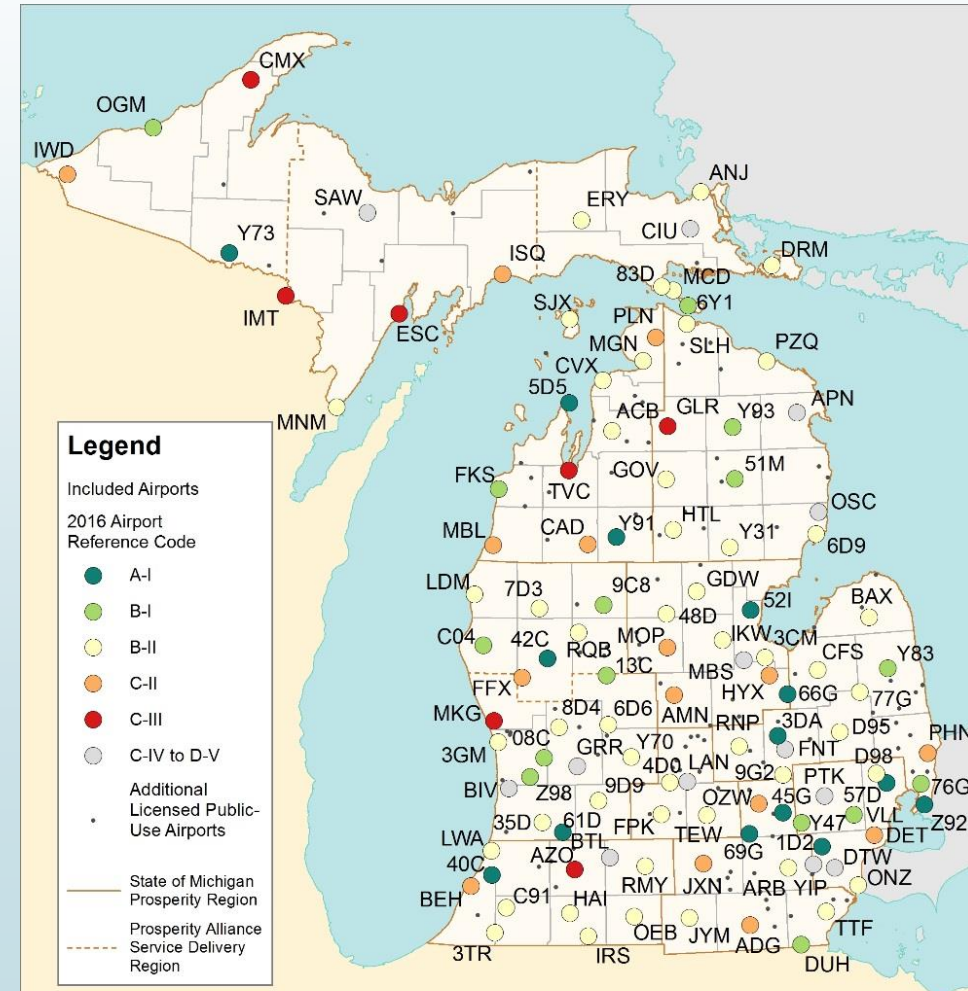 CMX
OGM
IWD
ANJ
SAW
ERY
CIU
Y73
DRM
ISQ
83D
MCD
6Y1
IMT
SJX
ESC
PLN
SLH
MGN
PZQ
CVX
5D5
APN
MNM
ACB
GLR
Y93
FKS
TVC
GOV
51M
OSC
MBL
CAD
Y91
HTL
Y31
6D9
LDM
7D3
9C8
GDW
52I
BAX
48D
C04
42C
RQB
MOP
IKW
3CM
CFS
Y83
13C
MBS
FFX
HYX
66G
77G
MKG
8D4
6D6
AMN
RNP
3DA
D95
PHN
3GM
08C
GRR
Y70
LAN
FNT
D98
BIV
Z98
4D0
9G2
PTK
57D
76G
9D9
OZW
45G
VLL
Z92
35D
61D
FPK
TEW
Y47
DET
LWA
BTL
69G
1D2
DTW
40C
AZO
RMY
JXN
ARB
YIP
ONZ
BEH
C91
HAI
OEB
JYM
ADG
TTF
3TR
IRS
DUH
Legend
Included Airports
2016 Airport
Reference Code
A-I
B-I
B-II
C-II
C-III
C-IV to D-V
Additional
Licensed Public-
Use Airports
State of Michigan
Prosperity Region
Prosperity Alliance
Service Delivery
Region